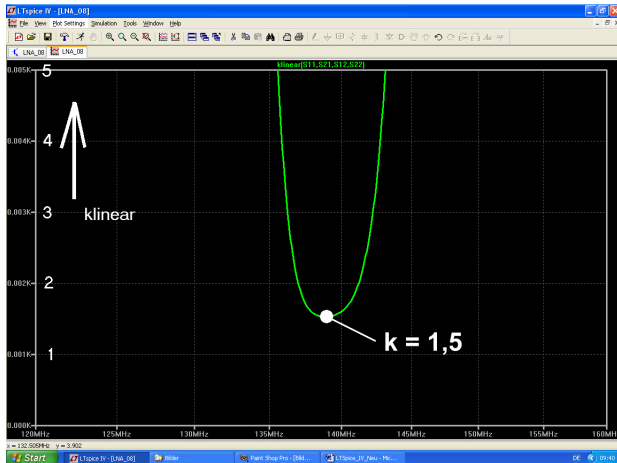 LTspice IV - [LNA_08]
File View Plot Settings Simulation Tools Window Help
LNA_08 LNA_08
klinear(S11,S21,S12,S22)
0.005K 5
0.004K 4
klinear
0.003K 3
0.002K 2
k = 1,5
0.001K 1
0.000K
120MHz 125MHz 130MHz 135MHz 140MHz 145MHz 150MHz 155MHz 160MHz
x = 132.505MHz y = 3.902
Start LTspice IV - [LNA_08] Bilder Paint Shop Pro - [Bild... LTSpice_IV_Neu - Mic... DE 09:40